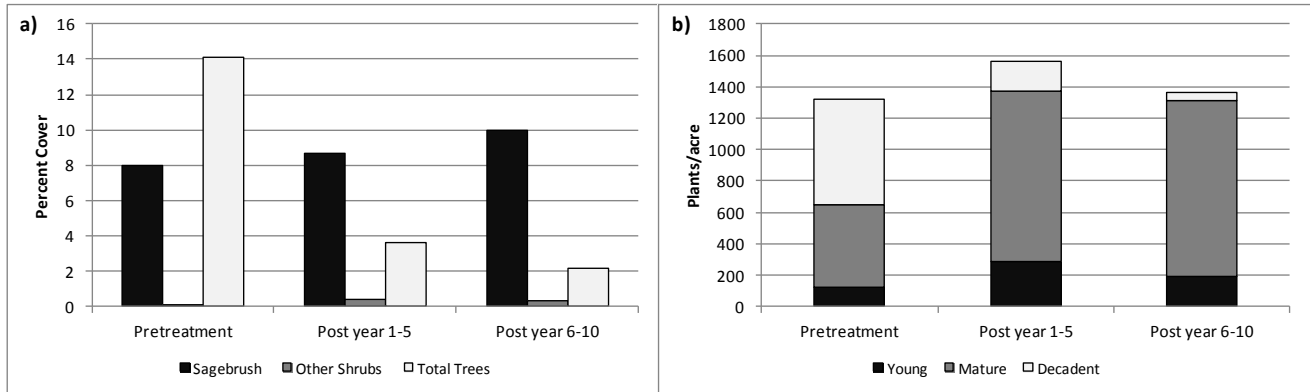 a)
Percent Cover
16
14
12
10
8
6
4
2
0
Pretreatment Post year 1-5 Post year 6-10
Sagebrush Other Shrubs Total Trees
b)
Plants/acre
1800
1600
1400
1200
1000
800
600
400
200
0
Pretreatment Post year 1-5 Post year 6-10
Young Mature Decadent